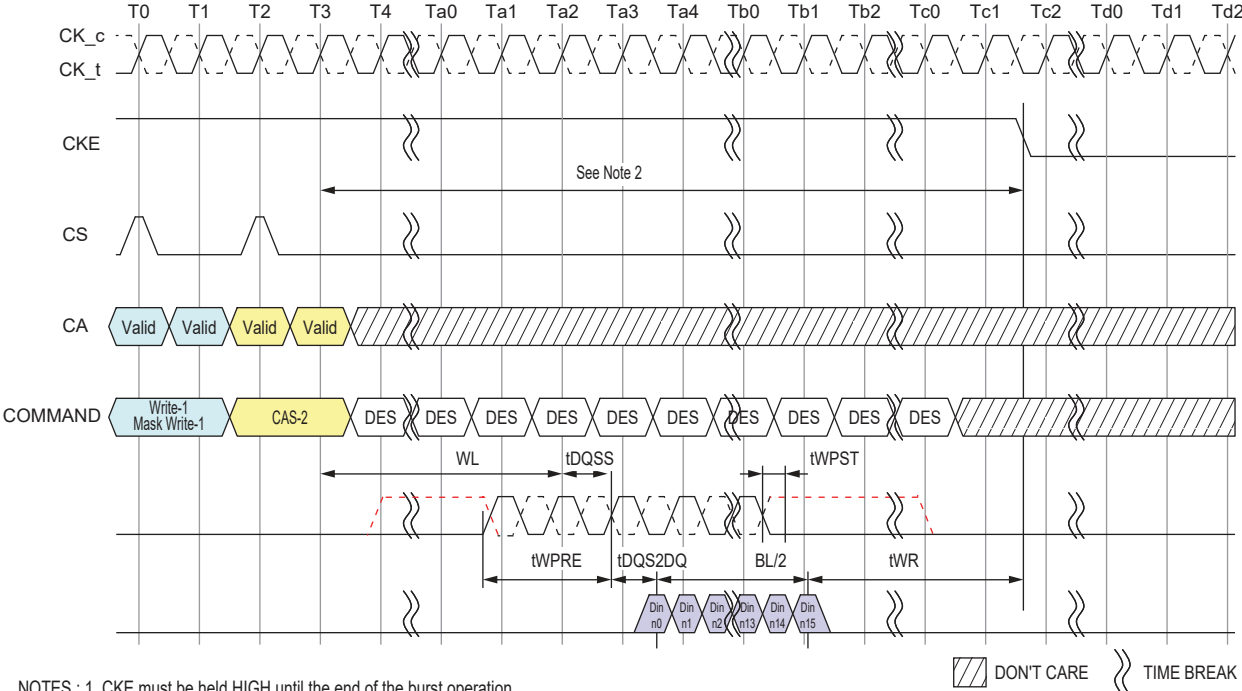 T0 T1 T2 T3 T4 Ta0 Ta1 Ta2 Ta3 Ta4 Tb0 Tb1 Tb2 Tc0 Tc1 Tc2 Td0 Td1 Td2
CK_c
CK_t
CKE
See Note 2
CS
CA Valid Valid Valid Valid
COMMAND Write-1 Mask Write-1 CAS-2 DES DES DES DES DES DES DES DES DES DES
WL tDQSS tWPST
tWPRE tDQS2DQ BL/2 tWR
Din n0 Din n1 Din n2 Din n13 Din n14 Din n15
DON'T CARE TIME BREAK
NOTES : 1. CKE must be held HIGH until the end of the burst operation